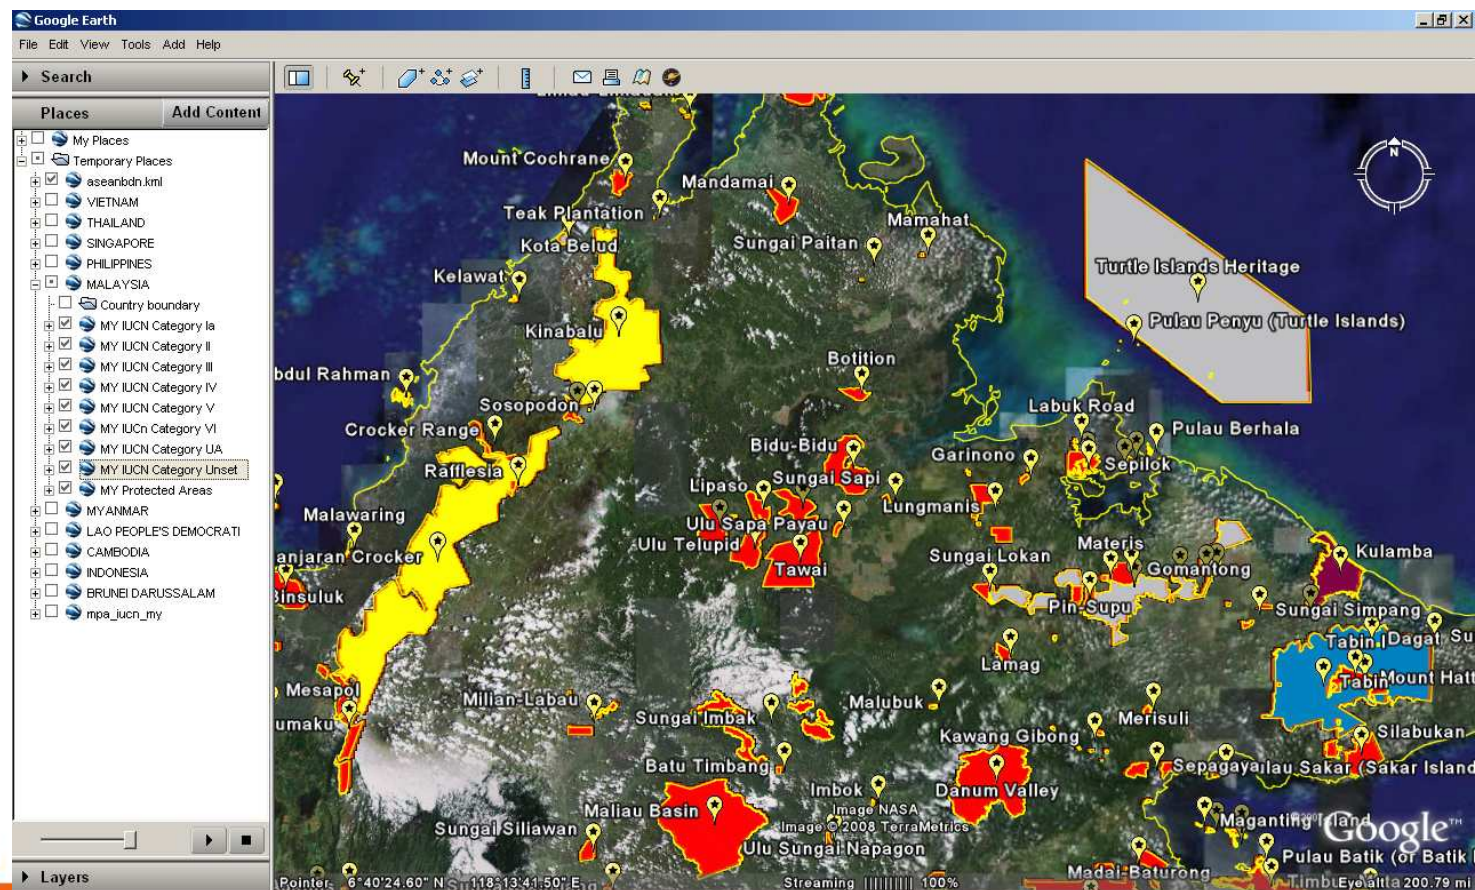 Google Earth
File Edit View Tools Add Help
Search
Places Add Content
My Places
Temporary Places
aseanbdn.kml
VIETNAM
THAILAND
SINGAPORE
PHILIPPINES
MALAYSIA
Country boundary
MY IUCN Category Ia
MY IUCN Category II
MY IUCN Category III
MY IUCN Category IV
MY IUCN Category V
MY IUCn Category VI
MY IUCN Category UA
MY IUCN Category Unset
MY Protected Areas
MYANMAR
LAO PEOPLE'S DEMOCRATI
CAMBODIA
INDONESIA
BRUNEI DARUSSALAM
mpa_iucn_my
Layers
Mount Cochrane
Mandamai
Teak Plantation
Mamahat
Kota Belud
Sungai Paitan
N
Turtle Islands Heritage
Kelawat
Pulau Penyu (Turtle Islands)
Kinabalu
Botition
bdul Rahman
Sosopodon
Labuk Road
Crocker Range
Pulau Berhala
Bidu-Bidu
Garinono
Sepilok
Rafflesia
Lipaso
Sungai Sapi
Lungmanis
Malawaring
Ulu Sapa Payau
Ulu Telupid
Materis
anjaran Crocker
Sungai Lokan
Kulamba
Tawai
Gomantong
Binsuluk
Pin-Supu
Sungai Simpang
Tabin
Dagat
Su
Lamag
Tabin
Mount Hatt
Mesapol
Milian-Labau
Malubuk
Sungai Imbak
Merisuli
umaku
Kawang Gibong
Silabukan
Batu Timbang
Sepagaya
lau Sakar (Sakar Island
Imbok
Danum Valley
Maliau Basin
Image NASA
Image © 2008 TerraMetrics
Maganting Island
Google™
Sungai Siliawan
Ulu Sungai Napagon
Pulau Batik (or Batik
Madai-Baturong
Timbu
Pointer 6°40'24.60" N 118°13'41.50" E Streaming 100% Eye alt 200.79 mi